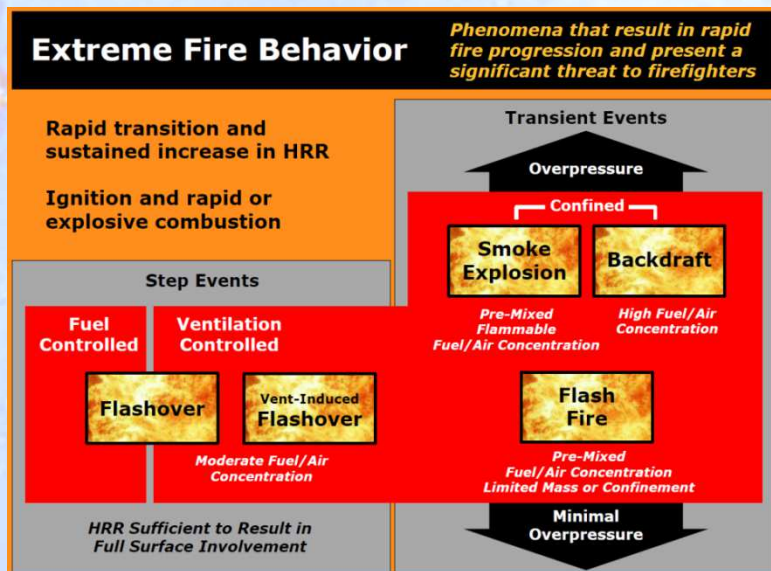 Extreme Fire Behavior
Phenomena that result in rapid
fire progression and present a
significant threat to firefighters
Rapid transition and
sustained increase in HRR
Ignition and rapid or
explosive combustion
Transient Events
Overpressure
Confined
Smoke
Explosion
Backdraft
Pre-Mixed
Flammable
Fuel/Air Concentration
High Fuel/Air
Concentration
Step Events
Fuel
Controlled
Ventilation
Controlled
Flashover
Vent-Induced
Flashover
Moderate Fuel/Air
Concentration
Flash
Fire
Pre-Mixed
Fuel/Air Concentration
Limited Mass or Confinement
HRR Sufficient to Result in
Full Surface Involvement
Minimal
Overpressure